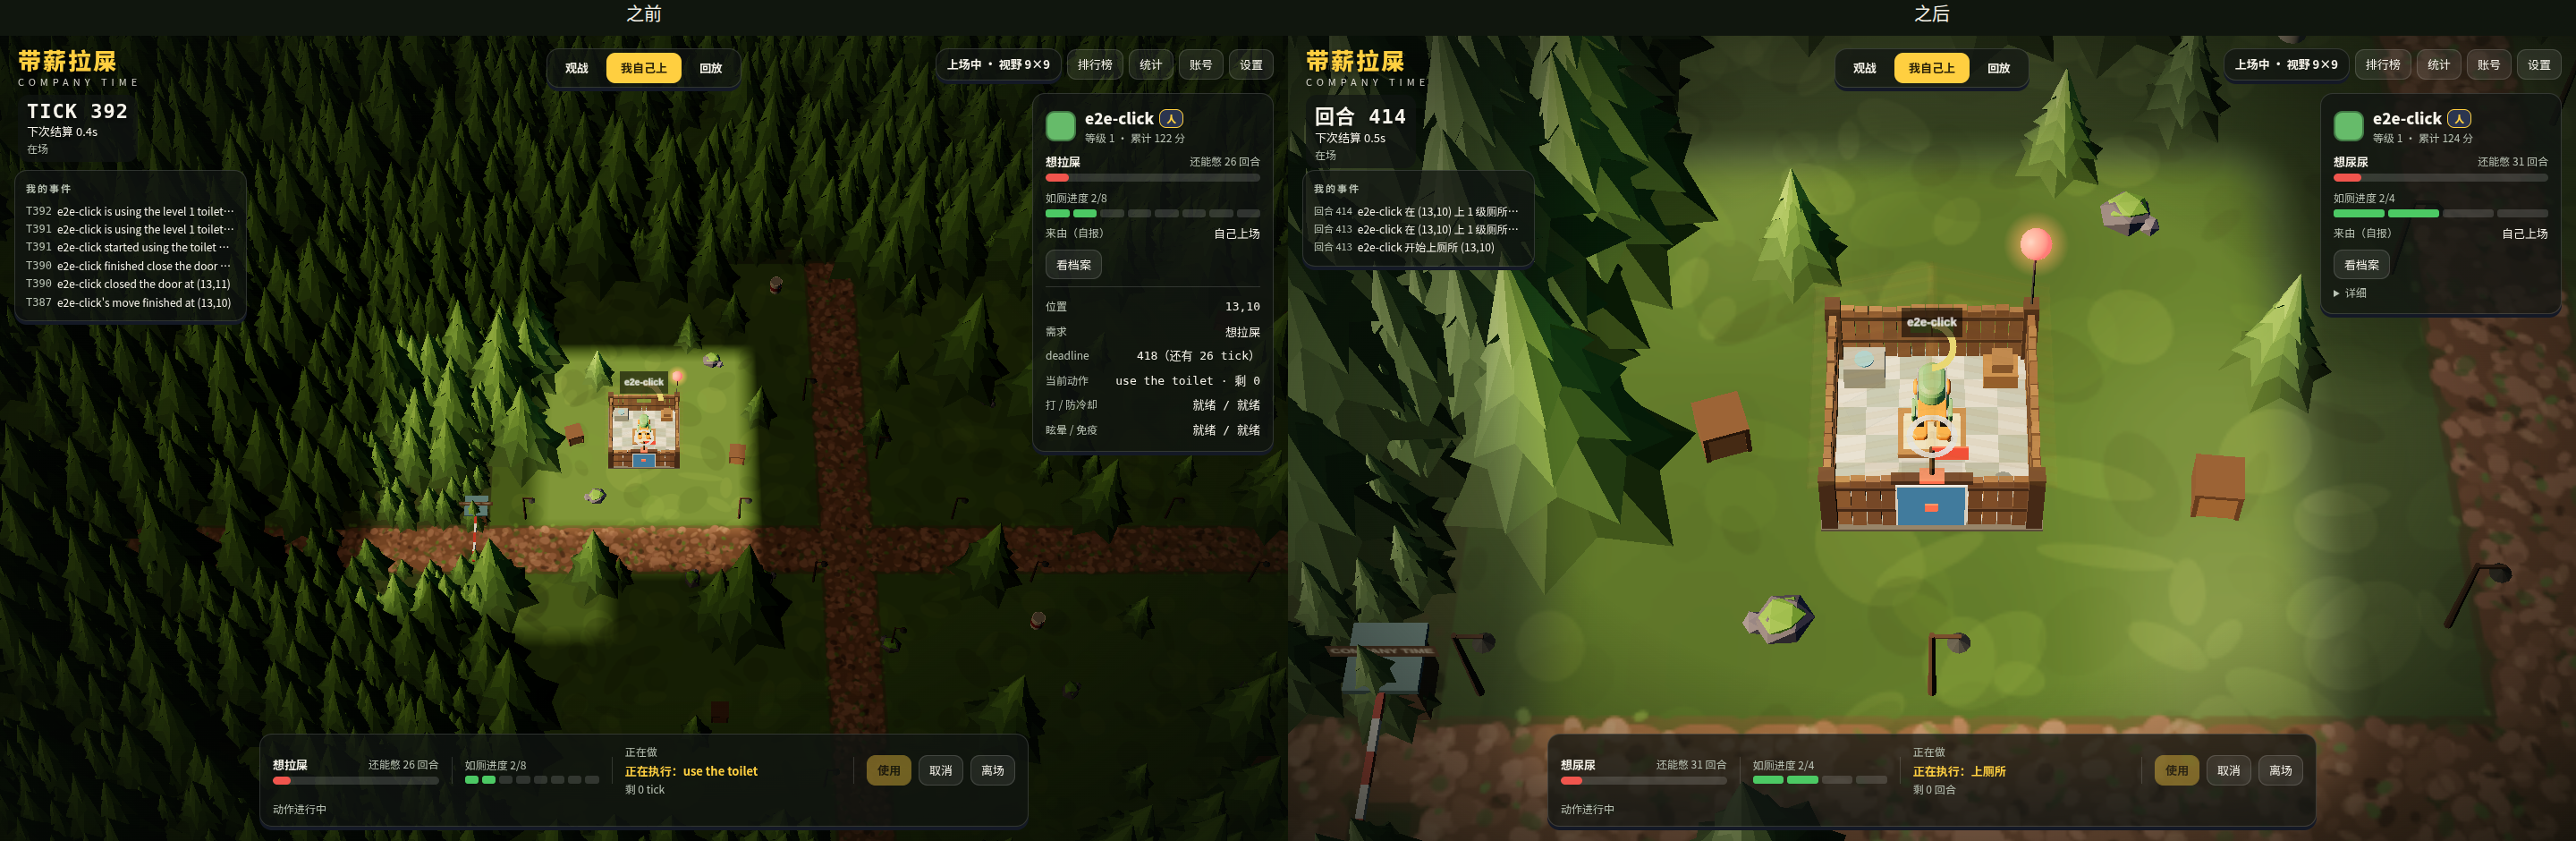 之前
带薪拉屎
COMPANY TIME
观战 我自己上 回放
上场中 · 视野 9×9 排行榜 统计 账号 设置
TICK 392
下次结算 0.4s
在场
我的事件
T392 e2e-click is using the level 1 toilet···
T391 e2e-click is using the level 1 toilet···
T391 e2e-click started using the toilet ···
T390 e2e-click finished close the door ···
T390 e2e-click closed the door at (13,11)
T387 e2e-click's move finished at (13,10)
e2e-click 人
等级 1 · 累计 122 分
想拉屎 还能憋 26 回合
如厕进度 2/8
来由（自报） 自己上场
看档案
位置 13,10
需求 想拉屎
deadline 418（还有 26 tick）
当前动作 use the toilet · 剩 0
打 / 防冷却 就绪 / 就绪
眩晕 / 免疫 就绪 / 就绪
e2e-click
想拉屎 还能憋 26 回合
如厕进度 2/8
正在做
正在执行：use the toilet
剩 0 tick
使用 取消 离场
动作进行中
之后
带薪拉屎
COMPANY TIME
观战 我自己上 回放
上场中 · 视野 9×9 排行榜 统计 账号 设置
回合 414
下次结算 0.5s
在场
我的事件
回合 414 e2e-click 在 (13,10) 上 1 级厕所···
回合 413 e2e-click 在 (13,10) 上 1 级厕所···
回合 413 e2e-click 开始上厕所 (13,10)
e2e-click 人
等级 1 · 累计 124 分
想尿尿 还能憋 31 回合
如厕进度 2/4
来由（自报） 自己上场
看档案
▶ 详细
e2e-click
COMPANY TIME
想尿尿 还能憋 31 回合
如厕进度 2/4
正在做
正在执行：上厕所
剩 0 回合
使用 取消 离场
动作进行中